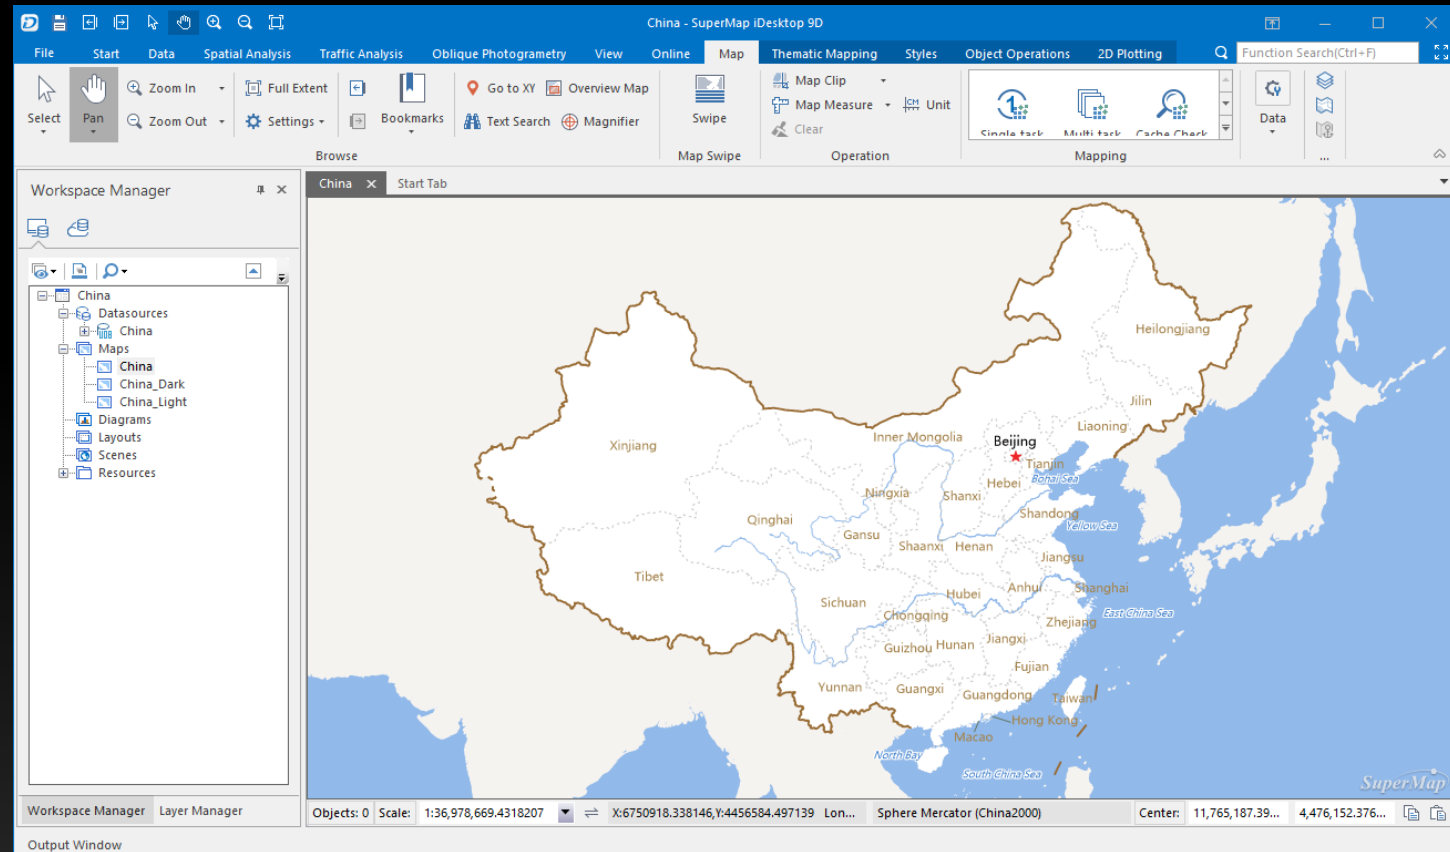 China - SuperMap iDesktop 9D
File Start Data Spatial Analysis Traffic Analysis Oblique Photogrametry View Online Map Thematic Mapping Styles Object Operations 2D Plotting Function Search(Ctrl+F)
Select Pan Zoom In Full Extent Bookmarks Go to XY Overview Map Swipe Map Clip Single task Multi task Cache Check Data
Zoom Out Settings Text Search Magnifier Map Measure Unit
Clear
Browse Map Swipe Operation Mapping ...
Workspace Manager
China Start Tab
China
Datasources
China
Maps
China
China_Dark
China_Light
Diagrams
Layouts
Scenes
Resources
Heilongjiang
Jilin
Liaoning
Inner Mongolia
Beijing
Xinjiang
Tianjin
Bohai Sea
Hebei
Ningxia
Shanxi
Shandong
Qinghai
Yellow Sea
Gansu
Shaanxi
Henan
Jiangsu
Tibet
Anhui
Shanghai
Hubei
Sichuan
Chongqing
East China Sea
Zhejiang
Jiangxi
Guizhou
Hunan
Fujian
Yunnan
Guangxi
Guangdong
Taiwan
Hong Kong
Macao
North Bay
South China Sea
SuperMap
Workspace Manager Layer Manager
Objects: 0 Scale: 1:36,978,669.4318207 X:6750918.338146,Y:4456584.497139 Lon... Sphere Mercator (China2000) Center: 11,765,187.39... 4,476,152.376...
Output Window